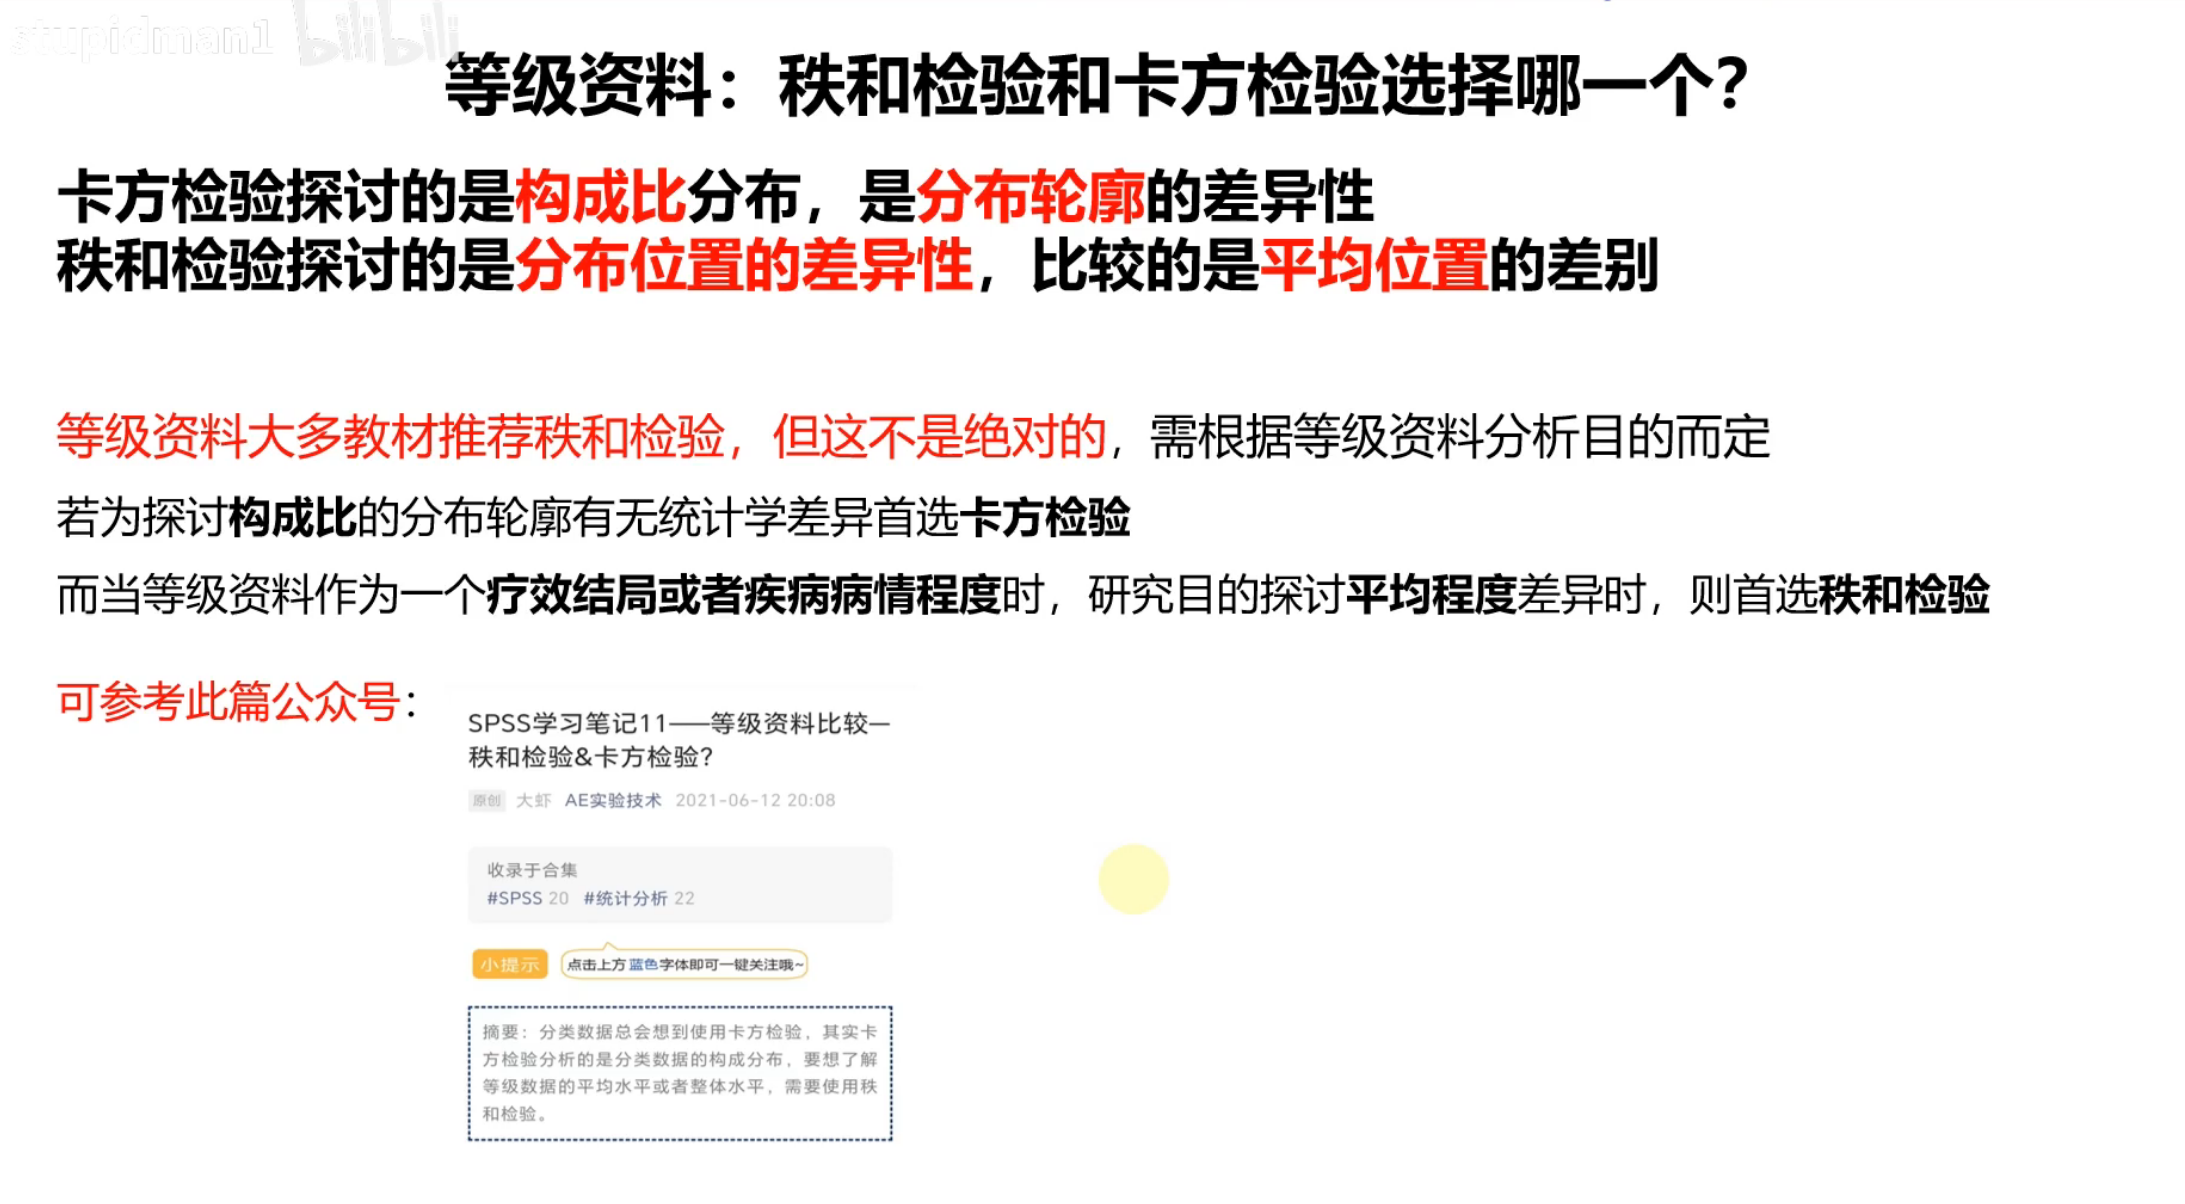 stupidman1 bilibili
等级资料：秩和检验和卡方检验选择哪一个？
卡方检验探讨的是构成比分布，是分布轮廓的差异性
秩和检验探讨的是分布位置的差异性，比较的是平均位置的差别
等级资料大多教材推荐秩和检验，但这不是绝对的，需根据等级资料分析目的而定
若为探讨构成比的分布轮廓有无统计学差异首选卡方检验
而当等级资料作为一个疗效结局或者疾病病情程度时，研究目的探讨平均程度差异时，则首选秩和检验
可参考此篇公众号：
SPSS学习笔记11——等级资料比较—
秩和检验&卡方检验?
原创 大虾 AE实验技术 2021-06-12 20:08
收录于合集
#SPSS 20 #统计分析 22
小提示 点击上方蓝色字体即可一键关注哦~
摘要：分类数据总会想到使用卡方检验，其实卡
方检验分析的是分类数据的构成分布，要想了解
等级数据的平均水平或者整体水平，需要使用秩
和检验。